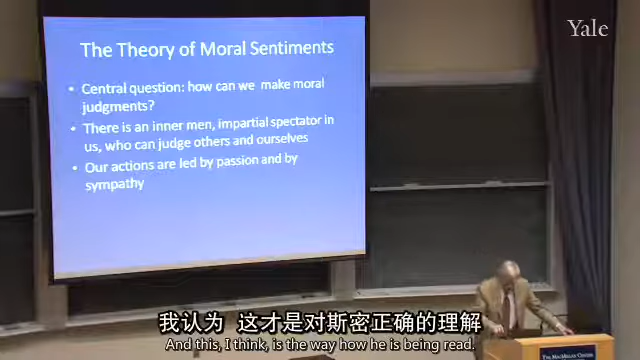 Yale
The Theory of Moral Sentiments
• Central question: how can we make moral
judgments?
• There is an inner men, impartial spectator in
us, who can judge others and ourselves
• Our actions are led by passion and by
sympathy
THE MACMILLAN CENTER
我认为 这才是对斯密正确的理解
And this, I think, is the way how he is being read.